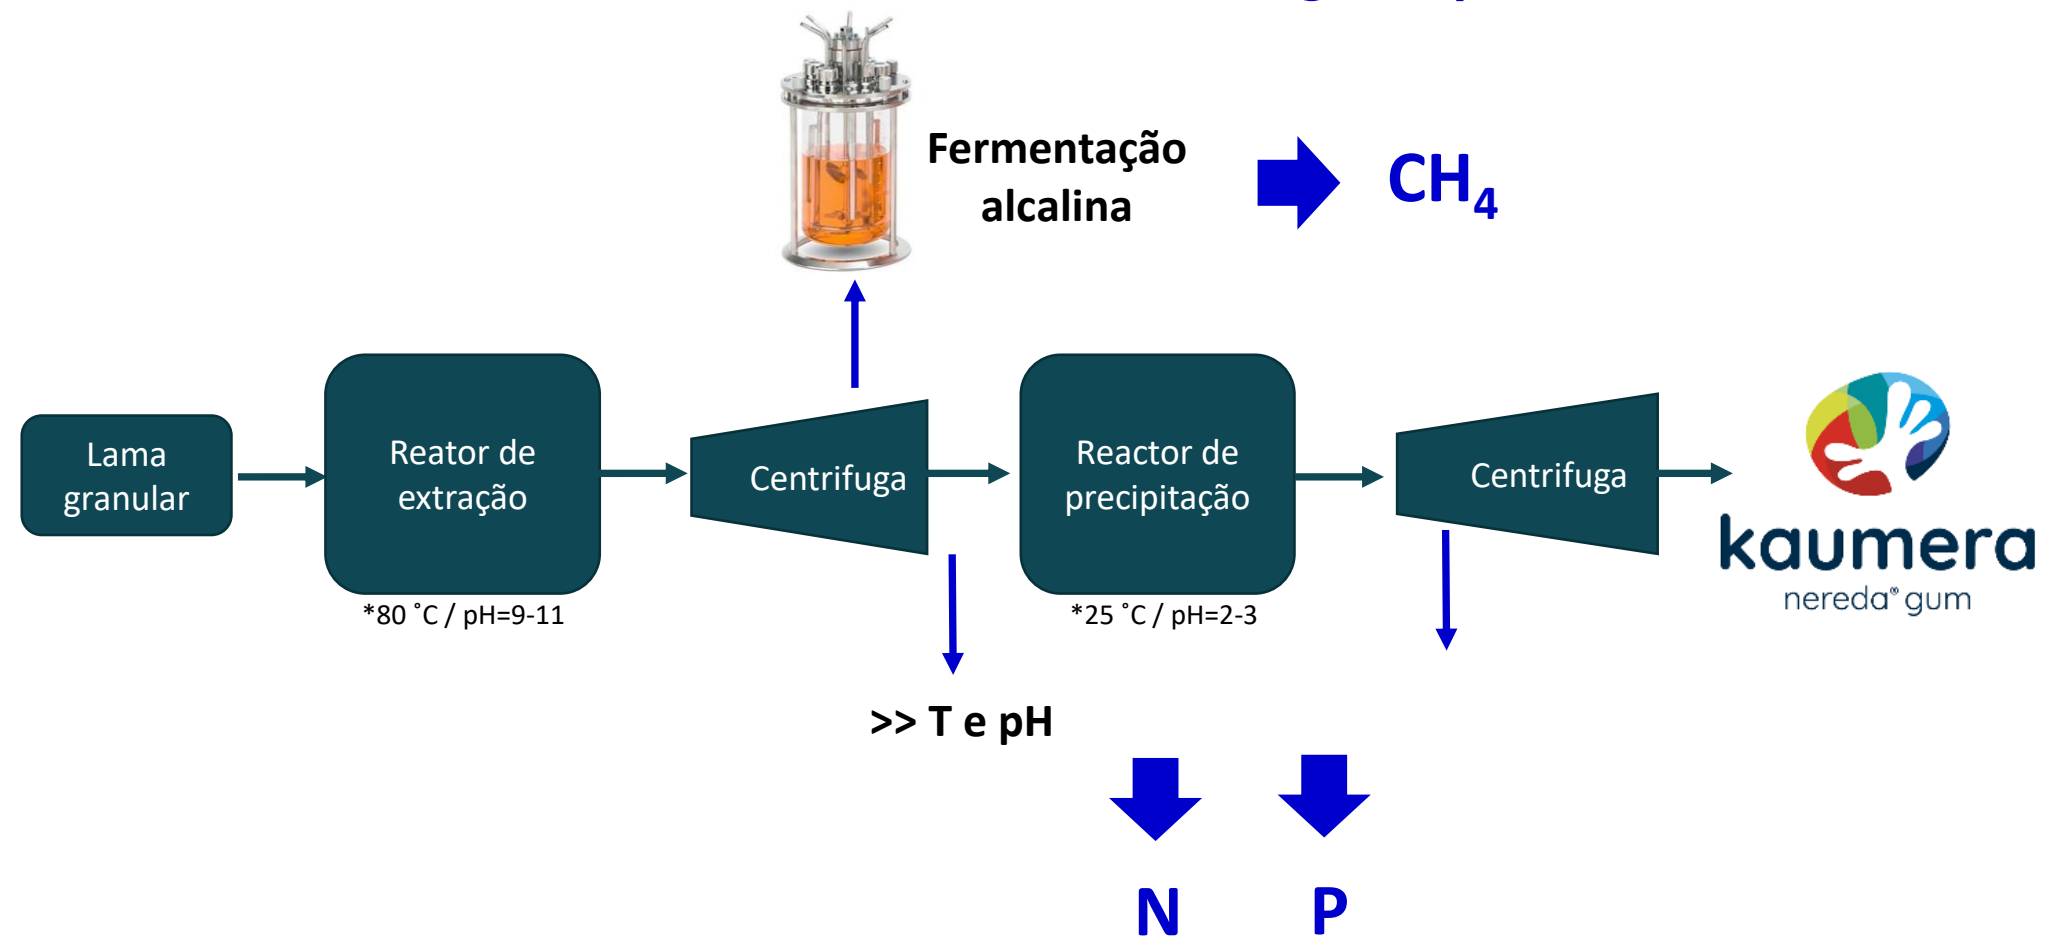 Fermentação
alcalina
CH₄
Lama
granular
Reator de
extração
*80 ˚C / pH=9-11
Centrifuga
Reactor de
precipitação
*25 ˚C / pH=2-3
Centrifuga
kaumera
nereda® gum
>> T e pH
N
P